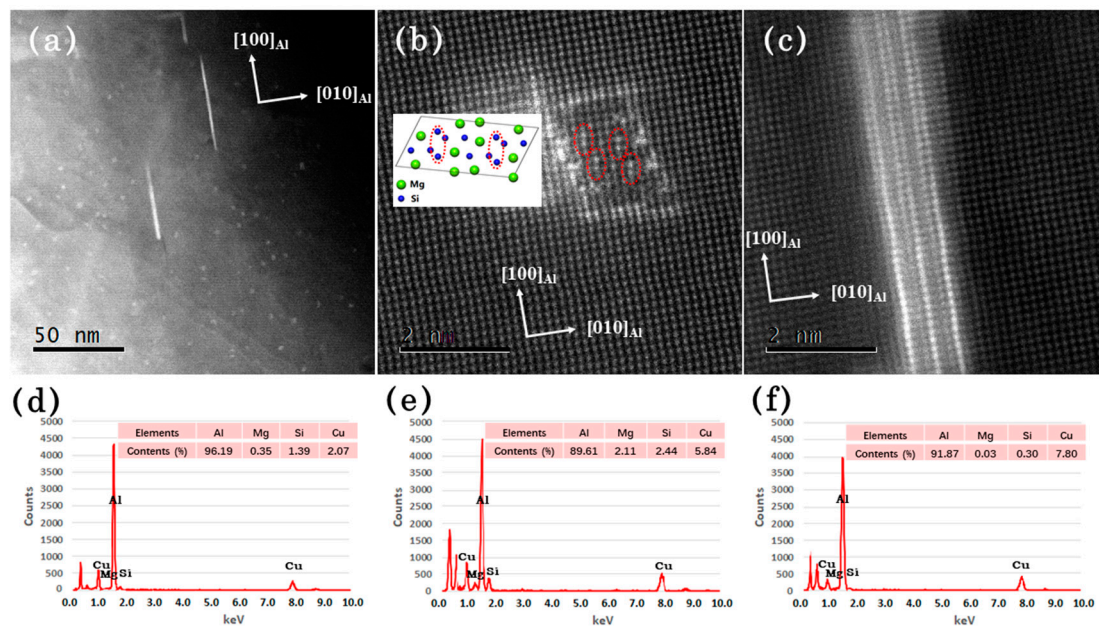 (a)
[100]Al
[010]Al
50 nm
(b)
Mg
Si
[100]Al
[010]Al
2 nm
(c)
[100]Al
[010]Al
2 nm
(d)
5000
4500
4000
3500
3000
2500
2000
1500
1000
500
0
Counts
Elements Al Mg Si Cu
Contents (%) 96.19 0.35 1.39 2.07
Al
Cu
Mg
Si
Cu
0.0 1.0 2.0 3.0 4.0 5.0 6.0 7.0 8.0 9.0 10.0
keV
(e)
5000
4500
4000
3500
3000
2500
2000
1500
1000
500
0
Counts
Elements Al Mg Si Cu
Contents (%) 89.61 2.11 2.44 5.84
Al
Cu
Mg
Si
Cu
0.0 1.0 2.0 3.0 4.0 5.0 6.0 7.0 8.0 9.0 10.0
keV
(f)
5000
4500
4000
3500
3000
2500
2000
1500
1000
500
0
Counts
Elements Al Mg Si Cu
Contents (%) 91.87 0.03 0.30 7.80
Al
Cu
Mg
Si
Cu
0.0 1.0 2.0 3.0 4.0 5.0 6.0 7.0 8.0 9.0 10.0
keV